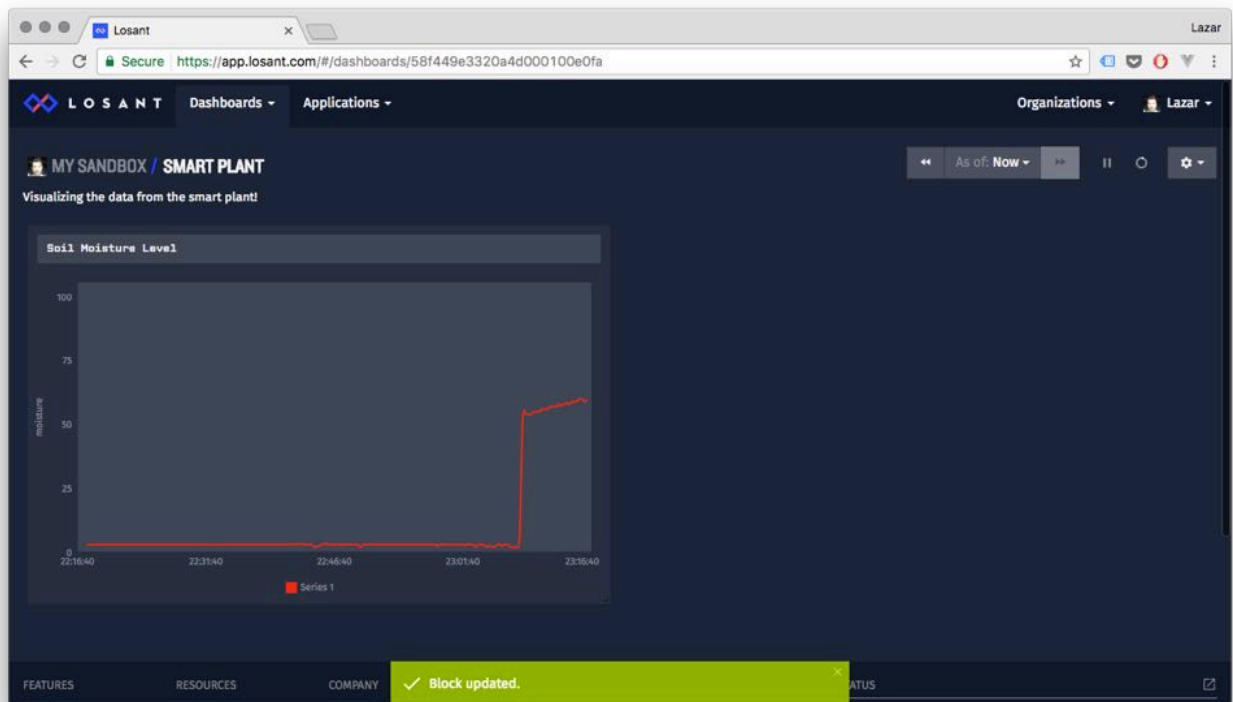 Losant
Lazar
Secure https://app.losant.com/#/dashboards/58f449e3320a4d000100e0fa
LOSANT Dashboards Applications Organizations Lazar
MY SANDBOX / SMART PLANT As of: Now
Visualizing the data from the smart plant!
Soil Moisture Level
100
75
moisture
50
25
0
22:16:40 22:31:40 22:46:40 23:01:40 23:16:40
Series 1
FEATURES RESOURCES COMPANY Block updated. ATUS